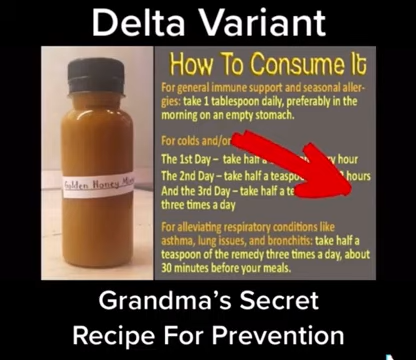 Delta Variant
How To Consume It
For general immune support and seasonal aller-
gies: take 1 tablespoon daily, preferably in the
morning on an empty stomach.
For colds and/or
The 1st Day – take half a hour
The 2nd Day – take half a hours
And the 3rd Day – take half a
three times a day
For alleviating respiratory conditions like
asthma, lung issues, and bronchitis: take half a
teaspoon of the remedy three times a day, about
30 minutes before your meals.
Golden Honey
Grandma's Secret
Recipe For Prevention